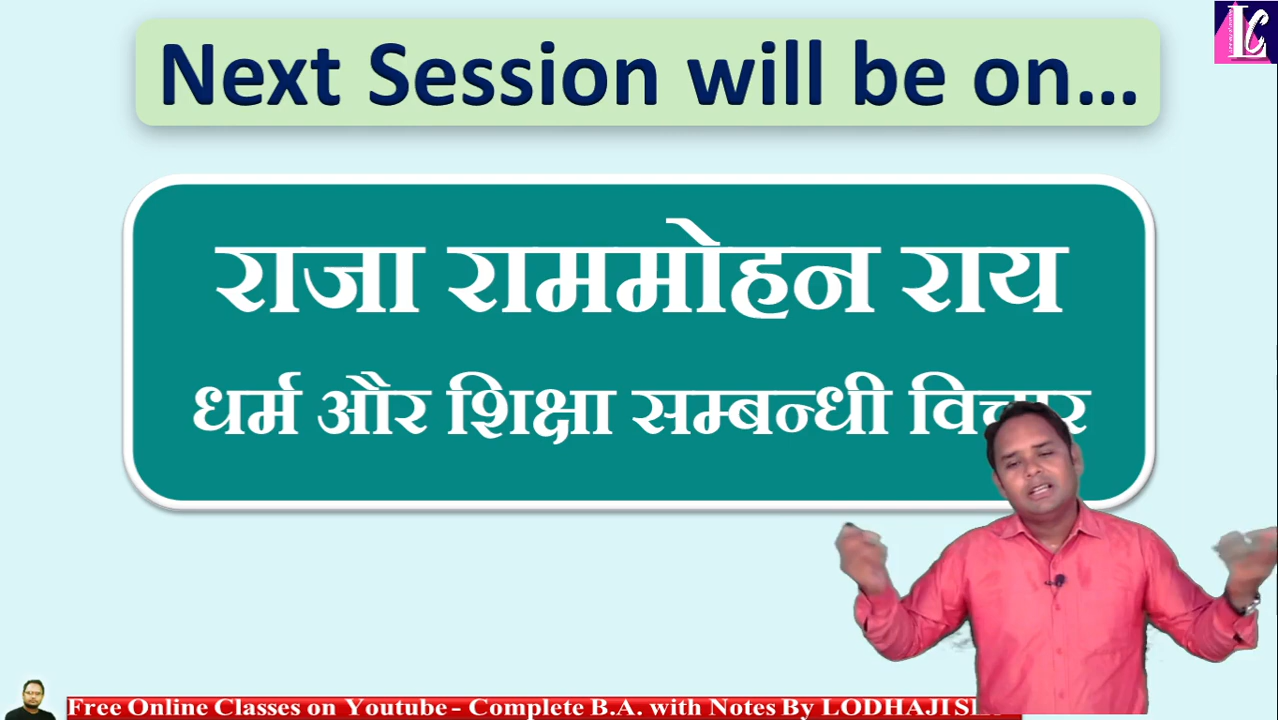 Next Session will be on...
LC
राजा राममोहन राय
धर्म और शिक्षा सम्बन्धी विचार
Free Online Classes on Youtube - Complete B.A. with Notes By LODHAJI